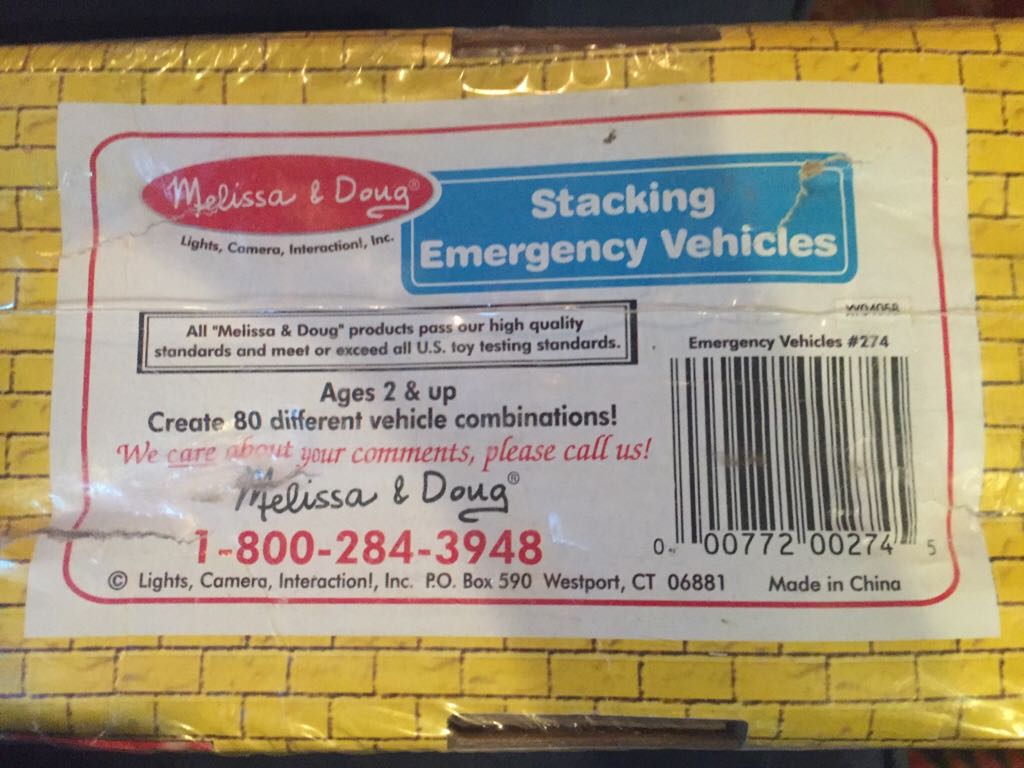 Melissa & Doug®
Lights, Camera, Interaction!, Inc.
Stacking
Emergency Vehicles
All "Melissa & Doug" products pass our high quality
standards and meet or exceed all U.S. toy testing standards.
Ages 2 & up
Create 80 different vehicle combinations!
We care about your comments, please call us!
Melissa & Doug®
1-800-284-3948
© Lights, Camera, Interaction!, Inc. P.O. Box 590 Westport, CT 06881
Emergency Vehicles #274
0 00772 00274 5
Made in China